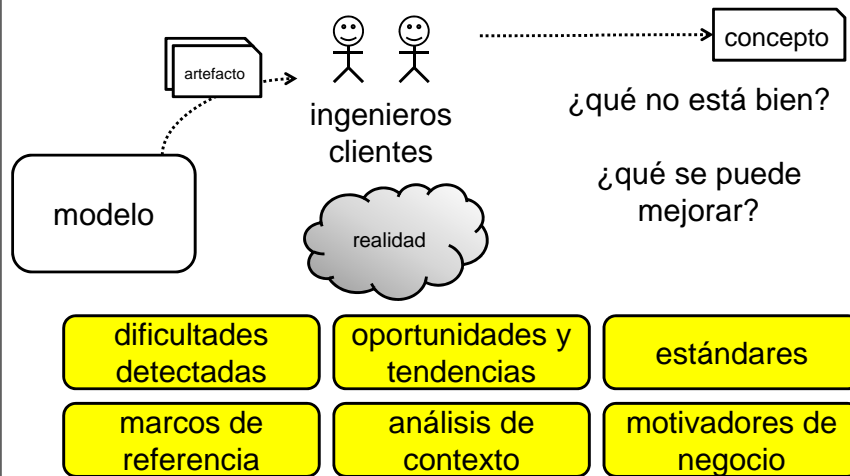 artefacto
concepto
ingenieros
clientes
¿qué no está bien?
¿qué se puede
mejorar?
modelo
realidad
dificultades
detectadas
oportunidades y
tendencias
estándares
marcos de
referencia
análisis de
contexto
motivadores de
negocio